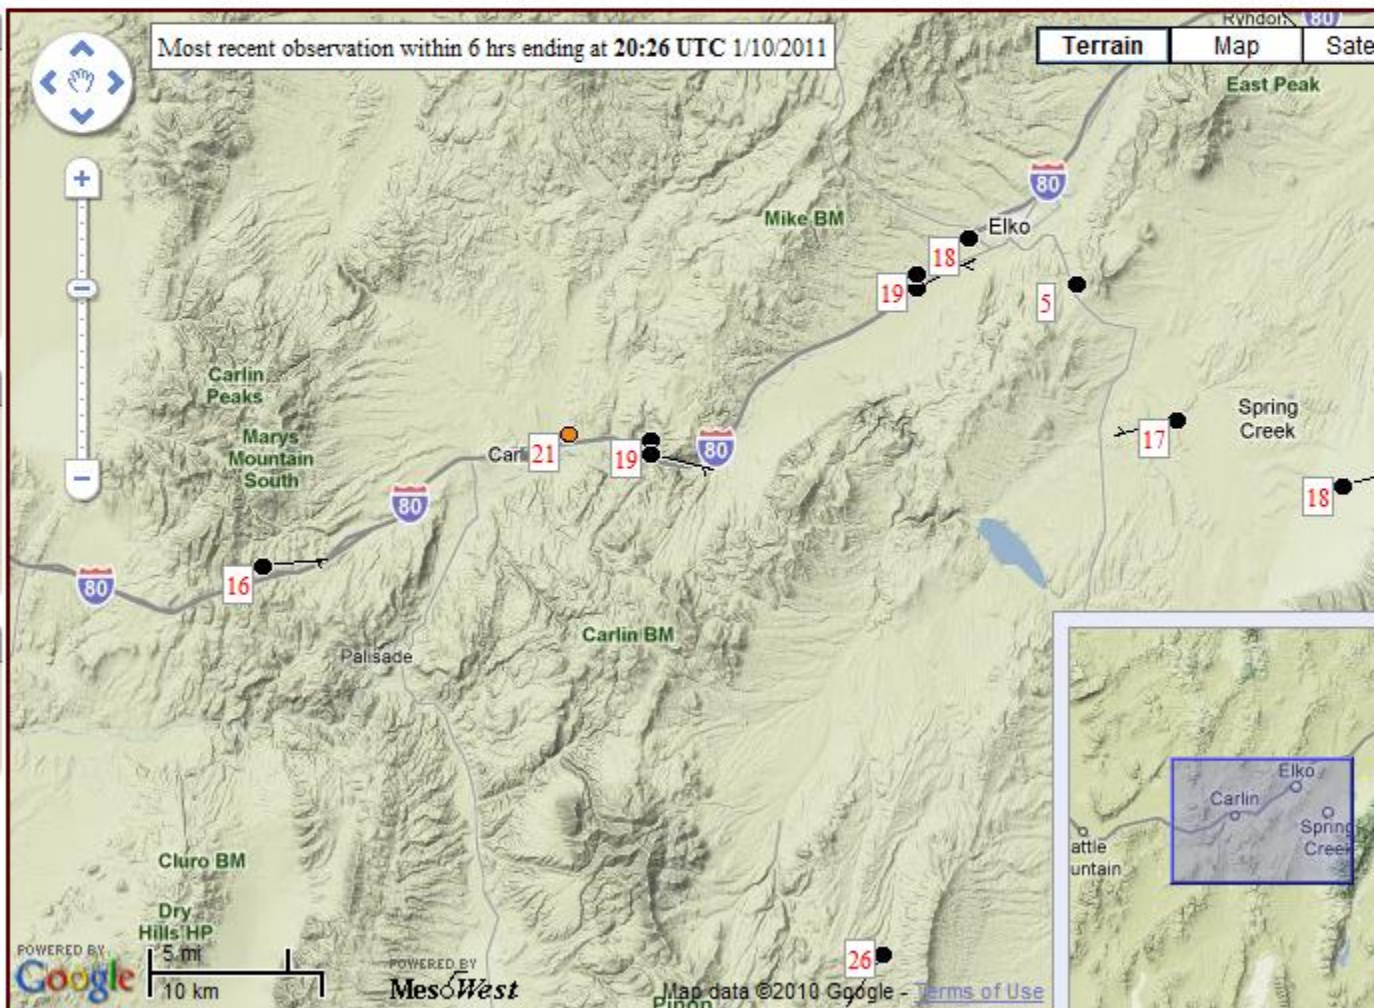 Most recent observation within 6 hrs ending at 20:26 UTC 1/10/2011
Ryndon
80
Terrain
Map
Sate
East Peak
80
Mike BM
Elko
18
19
5
Carlin
Peaks
Marys
Mountain
South
Car
21
19
80
17
Spring
Creek
18
80
16
80
Carlin BM
Palisade
Elko
Carlin
Spring
Creek
attle
untain
Cluro BM
Dry
Hills HP
26
POWERED BY
Google
5 mi
10 km
POWERED BY
MesoWest
Pinon
Map data ©2010 Google - Terms of Use